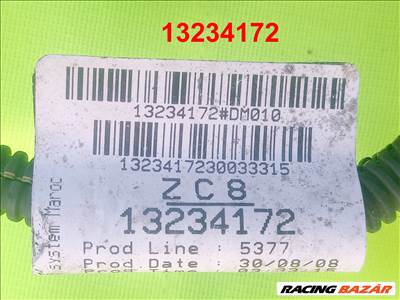 13234172
13234172#DM010
1323417230033315
ZC8
13234172
Prod Line : 5377
Prod Date : 30/08/08
system Maroc
RACING BAZÁR